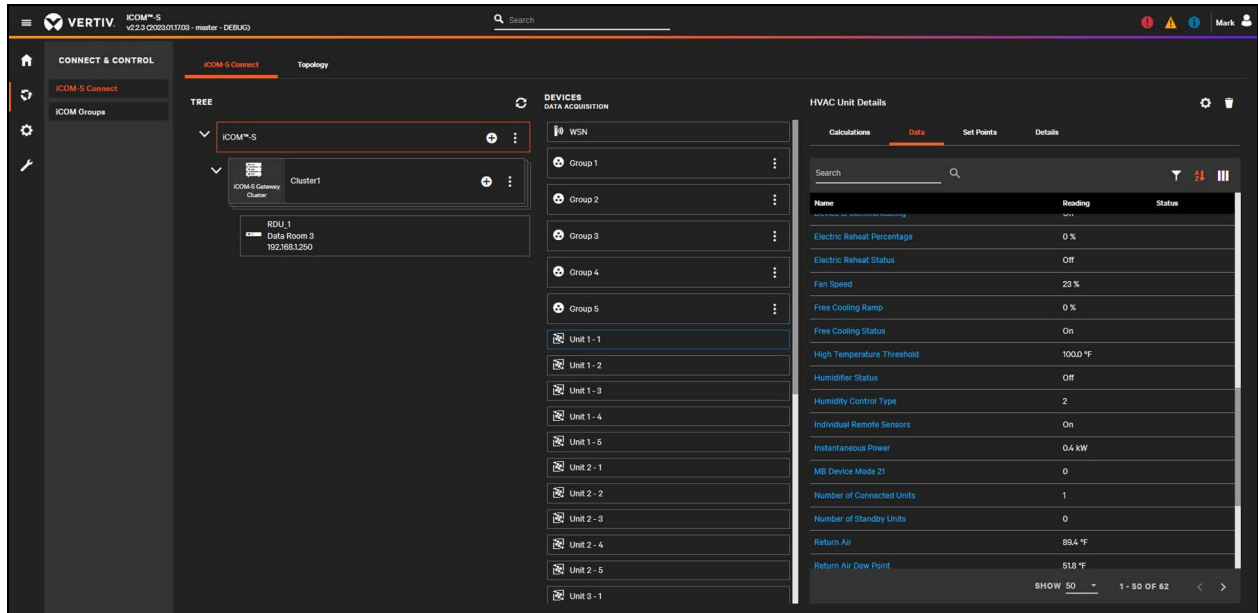 VERTIV.
iCOM™-S
v2.2.3 (2023.01.17.03 - master - DEBUG)
Search
Mark
CONNECT & CONTROL
iCOM-S Connect
iCOM Groups
iCOM-S Connect
Topology
TREE
iCOM™-S
iCOM-S Gateway
Cluster
Cluster1
RDU_1
Data Room 3
192.168.1.250
DEVICES
DATA ACQUISITION
WSN
Group 1
Group 2
Group 3
Group 4
Group 5
Unit 1 - 1
Unit 1 - 2
Unit 1 - 3
Unit 1 - 4
Unit 1 - 5
Unit 2 - 1
Unit 2 - 2
Unit 2 - 3
Unit 2 - 4
Unit 2 - 5
Unit 3 - 1
HVAC Unit Details
Calculations Data Set Points Details
Search
Name Reading Status
Device Is Communicating On
Electric Reheat Percentage 0 %
Electric Reheat Status Off
Fan Speed 23 %
Free Cooling Ramp 0 %
Free Cooling Status On
High Temperature Threshold 100.0 °F
Humidifier Status Off
Humidity Control Type 2
Individual Remote Sensors On
Instantaneous Power 0.4 kW
MB Device Mode 21 0
Number of Connected Units 1
Number of Standby Units 0
Return Air 89.4 °F
Return Air Dew Point 51.8 °F
SHOW 50 1 - 50 OF 62